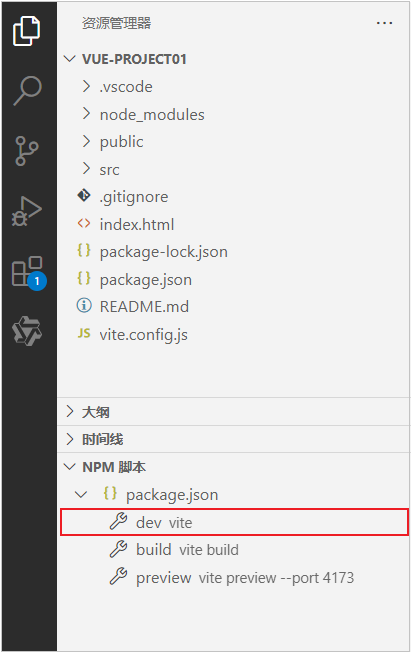 资源管理器 ···
VUE-PROJECT01
.vscode
node_modules
public
src
.gitignore
<> index.html
{} package-lock.json
{} package.json
README.md
JS vite.config.js
1
大纲
时间线
NPM 脚本
{} package.json
dev vite
build vite build
preview vite preview --port 4173